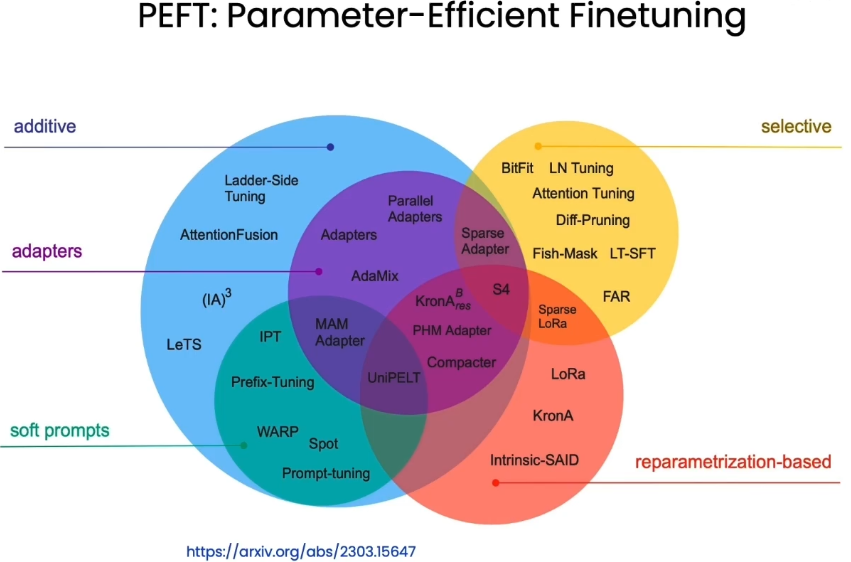 PEFT: Parameter-Efficient Finetuning
additive
selective
BitFit LN Tuning
Ladder-Side
Tuning
Attention Tuning
Parallel
Adapters
Diff-Pruning
AttentionFusion
Adapters
Sparse
Adapter
adapters
Fish-Mask LT-SFT
AdaMix
(IA)³
KronA^B_res
S4
FAR
Sparse
LoRa
LeTS
IPT
MAM
Adapter
PHM Adapter
Compacter
Prefix-Tuning
UniPELT
LoRa
KronA
soft prompts
WARP
Spot
Prompt-tuning
Intrinsic-SAID
reparametrization-based
https://arxiv.org/abs/2303.15647